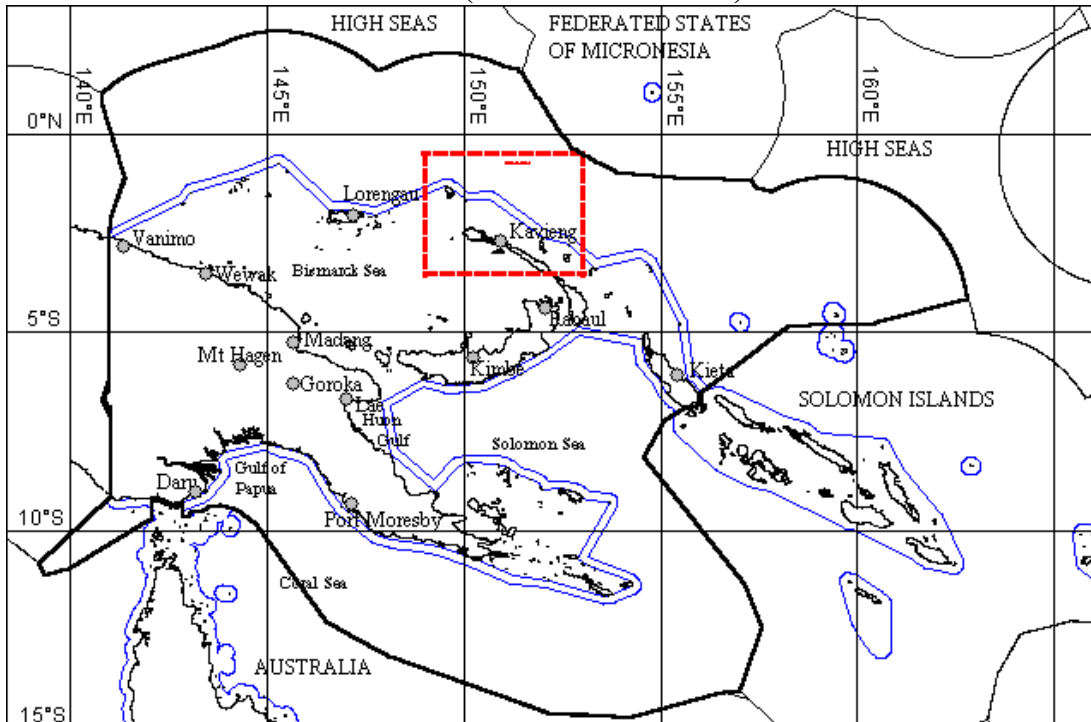 HIGH SEAS
FEDERATED STATES
OF MICRONESIA
140°E
145°E
150°E
155°E
160°E
0°N
HIGH SEAS
Lorengau
Vanimo
Kavieng
Wewak
Bismarck Sea
Rabaul
5°S
Madang
Mt Hagen
Kimbe
Kieta
Goroka
Lae
SOLOMON ISLANDS
Huon
Gulf
Solomon Sea
Gulf of
Papua
Daru
Port Moresby
10°S
Coral Sea
AUSTRALIA
15°S